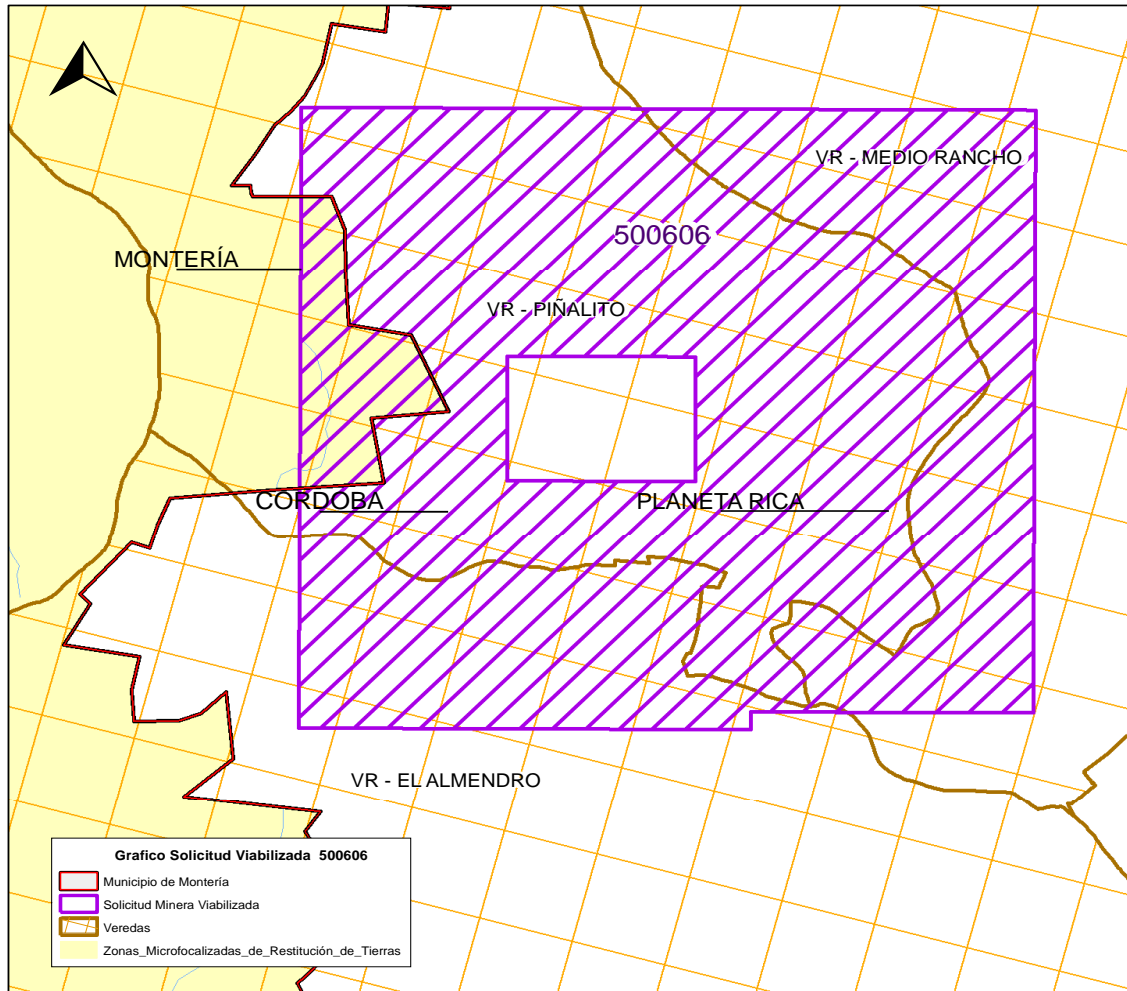 VR - MEDIO RANCHO
500606
MONTERÍA
VR - PIÑALITO
CÓRDOBA
PLANETA RICA
VR - EL ALMENDRO
Grafico Solicitud Viabilizada 500606
Municipio de Montería
Solicitud Minera Viabilizada
Veredas
Zonas_Microfocalizadas_de_Restitución_de_Tierras